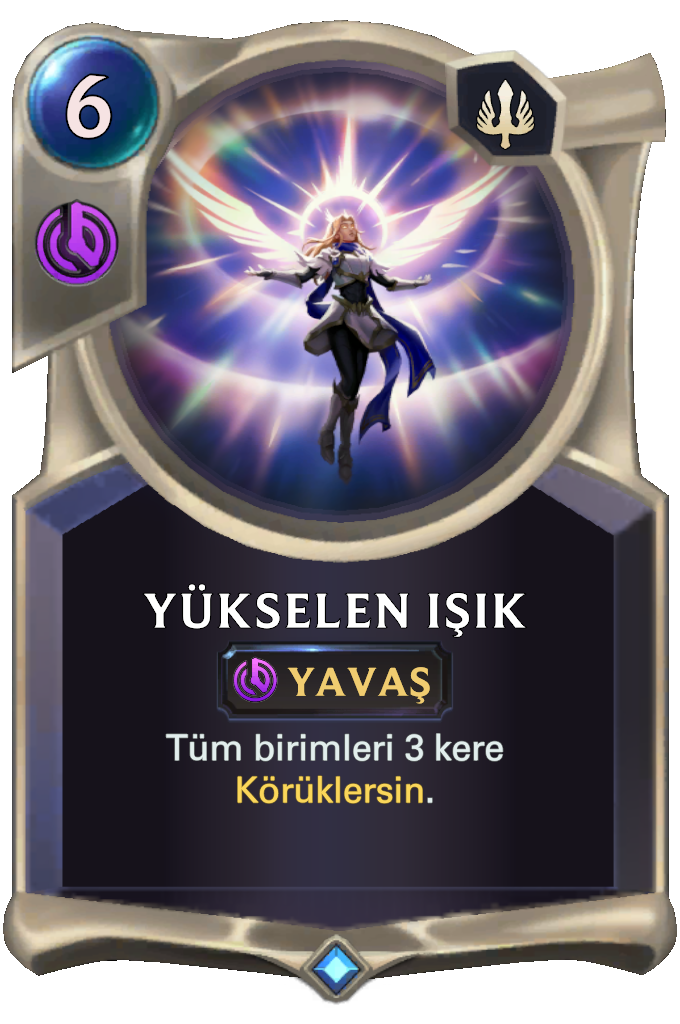 6
YÜKSELEN IŞIK
YAVAŞ
Tüm birimleri 3 kere
Körüklersin.